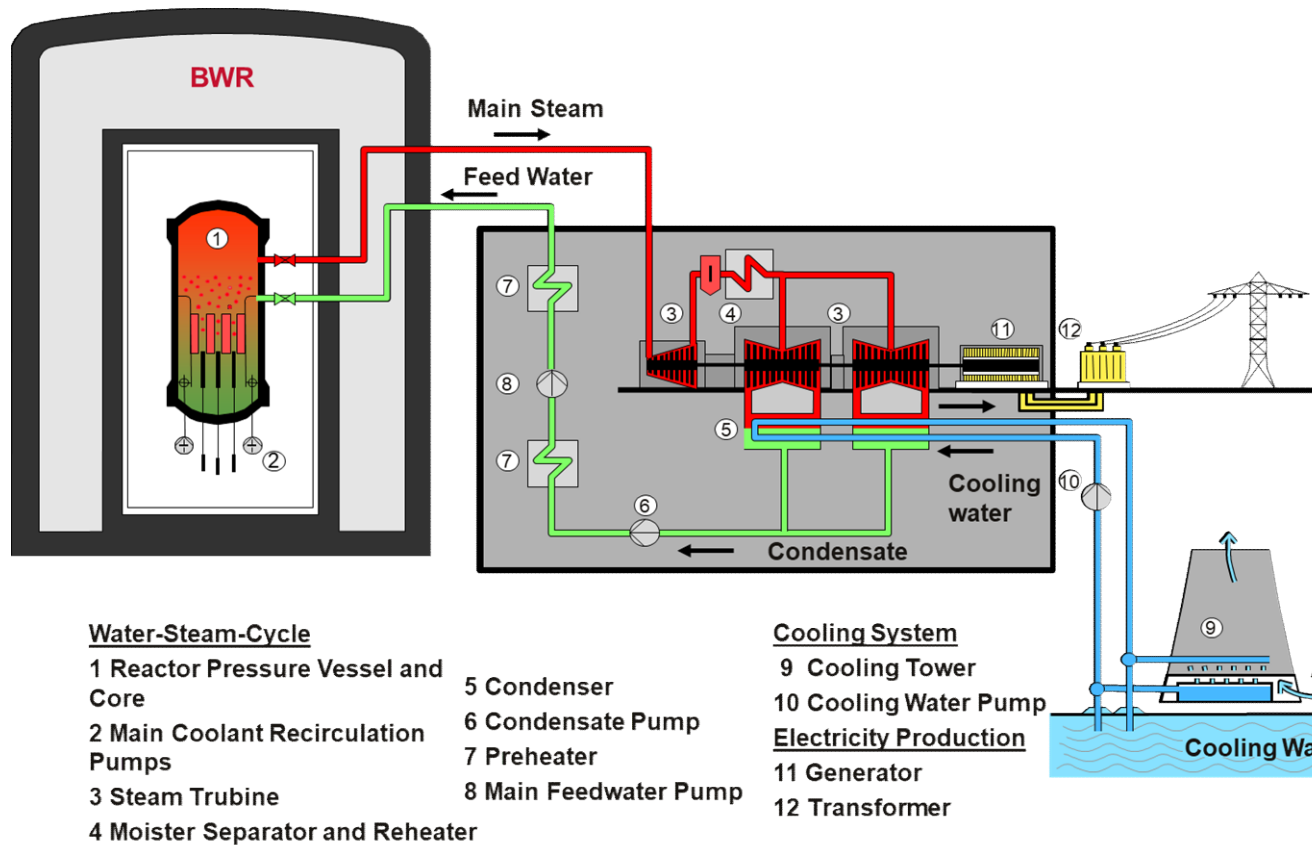 BWR
Main Steam
Feed Water
1
2
7
8
7
6
3
4
3
5
11
12
10
9
Cooling
water
Condensate
Cooling Wa
Water-Steam-Cycle
1 Reactor Pressure Vessel and
Core
2 Main Coolant Recirculation
Pumps
3 Steam Trubine
4 Moister Separator and Reheater
5 Condenser
6 Condensate Pump
7 Preheater
8 Main Feedwater Pump
Cooling System
9 Cooling Tower
10 Cooling Water Pump
Electricity Production
11 Generator
12 Transformer